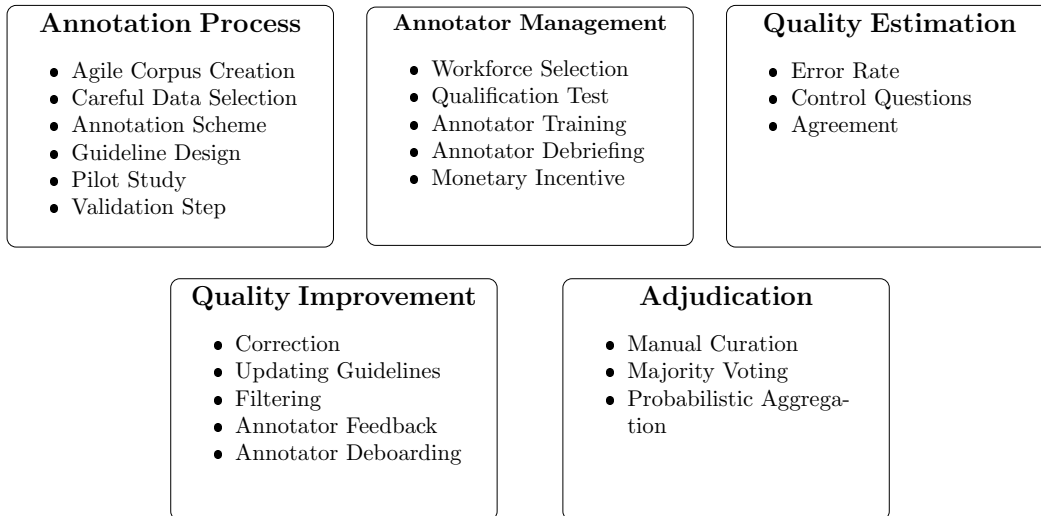 Annotation Process
• Agile Corpus Creation
• Careful Data Selection
• Annotation Scheme
• Guideline Design
• Pilot Study
• Validation Step
Annotator Management
• Workforce Selection
• Qualification Test
• Annotator Training
• Annotator Debriefing
• Monetary Incentive
Quality Estimation
• Error Rate
• Control Questions
• Agreement
Quality Improvement
• Correction
• Updating Guidelines
• Filtering
• Annotator Feedback
• Annotator Deboarding
Adjudication
• Manual Curation
• Majority Voting
• Probabilistic Aggrega-
tion